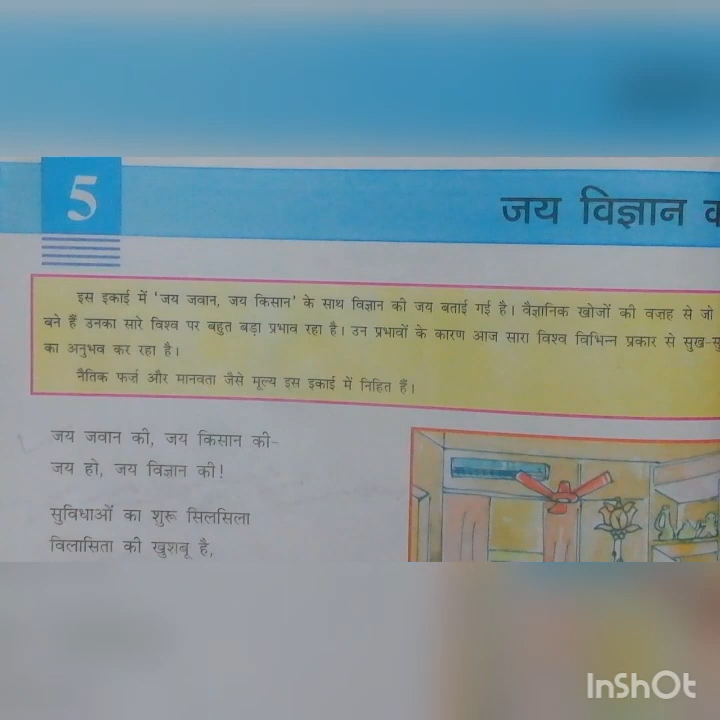 5
जय विज्ञान
इस इकाई में 'जय जवान, जय किसान' के साथ विज्ञान की जय बताई गई है। वैज्ञानिक खोजों की वजह से जो
बने हैं उनका सारे विश्व पर बहुत बड़ा प्रभाव रहा है। उन प्रभावों के कारण आज सारा विश्व विभिन्न प्रकार से सुख-सु
का अनुभव कर रहा है।
नैतिक फर्ज और मानवता जैसे मूल्य इस इकाई में निहित हैं।
जय जवान की, जय किसान की-
जय हो, जय विज्ञान की!
सुविधाओं का शुरू सिलसिला
विलासिता की खुशबू है,
InShOt